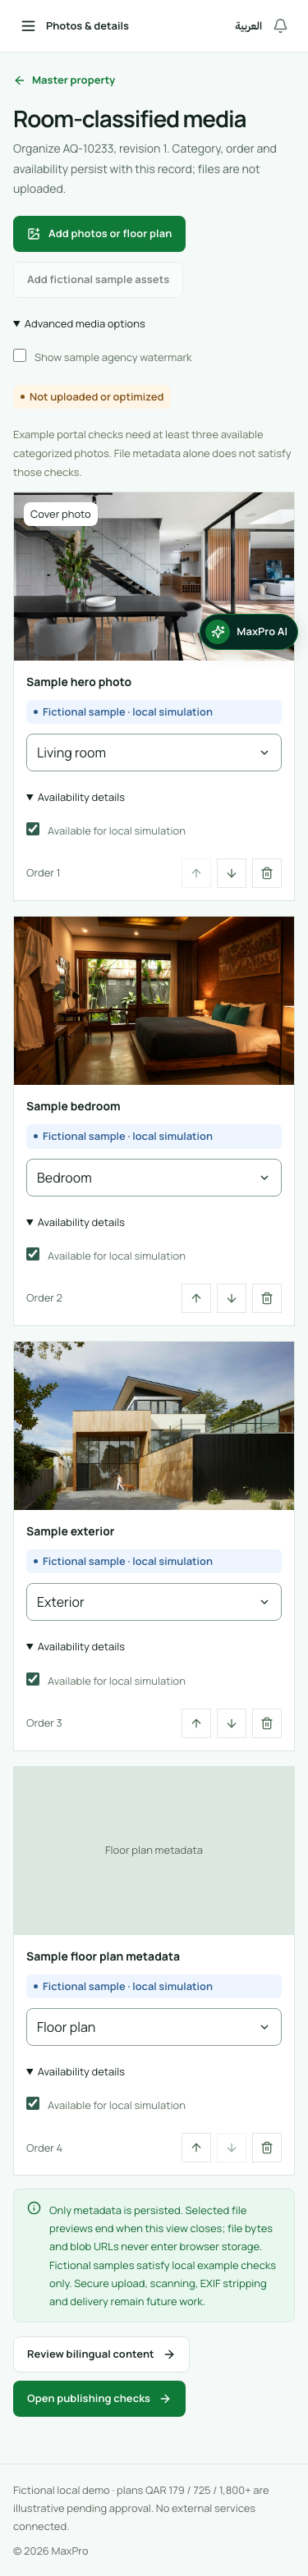 Photos & details
العربية
Master property
Room-classified media
Organize AQ-10233, revision 1. Category, order and
availability persist with this record; files are not
uploaded.
Add photos or floor plan
Add fictional sample assets
Advanced media options
Show sample agency watermark
Not uploaded or optimized
Example portal checks need at least three available
categorized photos. File metadata alone does not satisfy
those checks.
Cover photo
MaxPro AI
Sample hero photo
Fictional sample · local simulation
Living room
Availability details
Available for local simulation
Order 1
Sample bedroom
Fictional sample · local simulation
Bedroom
Availability details
Available for local simulation
Order 2
Sample exterior
Fictional sample · local simulation
Exterior
Availability details
Available for local simulation
Order 3
Floor plan metadata
Sample floor plan metadata
Fictional sample · local simulation
Floor plan
Availability details
Available for local simulation
Order 4
Only metadata is persisted. Selected file
previews end when this view closes; file bytes
and blob URLs never enter browser storage.
Fictional samples satisfy local example checks
only. Secure upload, scanning, EXIF stripping
and delivery remain future work.
Review bilingual content
Open publishing checks
Fictional local demo · plans QAR 179 / 725 / 1,800+ are
illustrative pending approval. No external services
connected.
© 2026 MaxPro